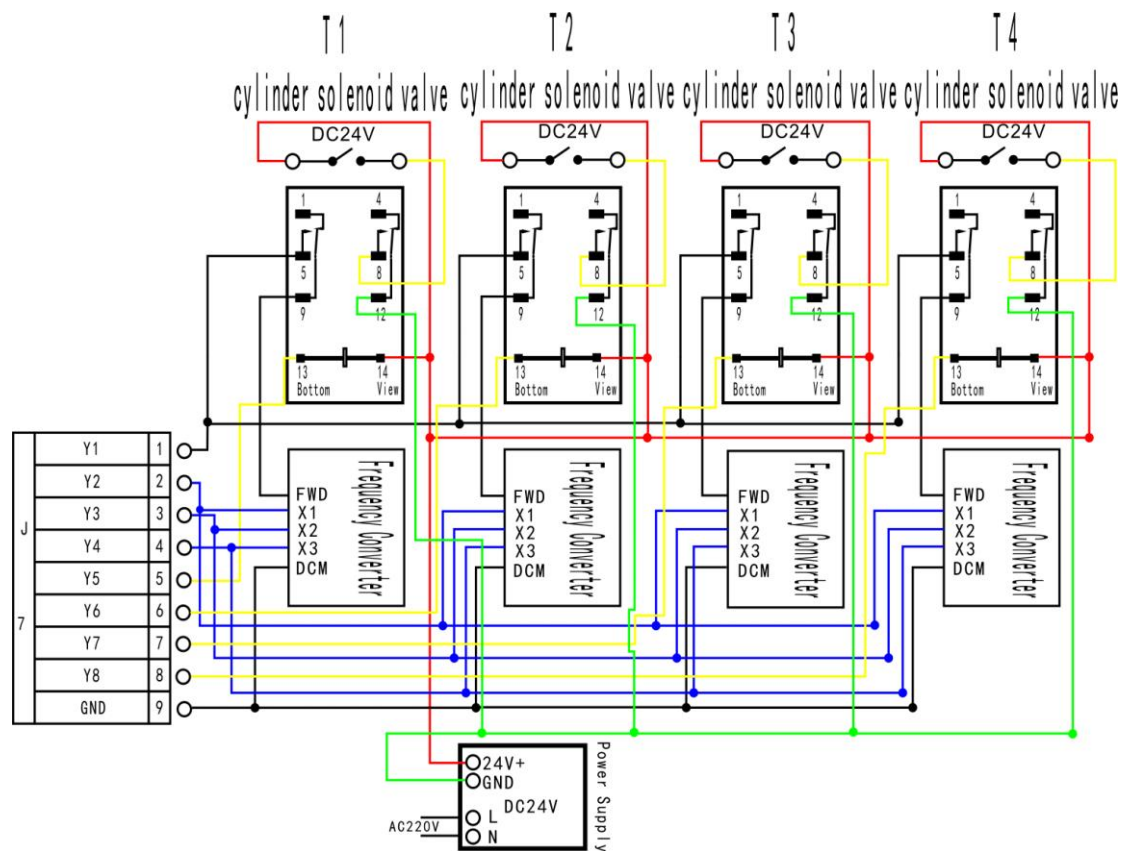 T1 T2 T3 T4
cylinder solenoid valve cylinder solenoid valve cylinder solenoid valve cylinder solenoid valve
DC24V DC24V DC24V DC24V
1 4 1 4 1 4 1 4
5 8 5 8 5 8 5 8
9 12 9 12 9 12 9 12
13 14 13 14 13 14 13 14
Bottom View Bottom View Bottom View Bottom View
J7
Y1 1
Y2 2
Y3 3
Y4 4
Y5 5
Y6 6
Y7 7
Y8 8
GND 9
Frequency Converter
FWD
X1
X2
X3
DCM
Frequency Converter
FWD
X1
X2
X3
DCM
Frequency Converter
FWD
X1
X2
X3
DCM
Frequency Converter
FWD
X1
X2
X3
DCM
Power Supply
24V+
GND
DC24V
L
AC220V
N